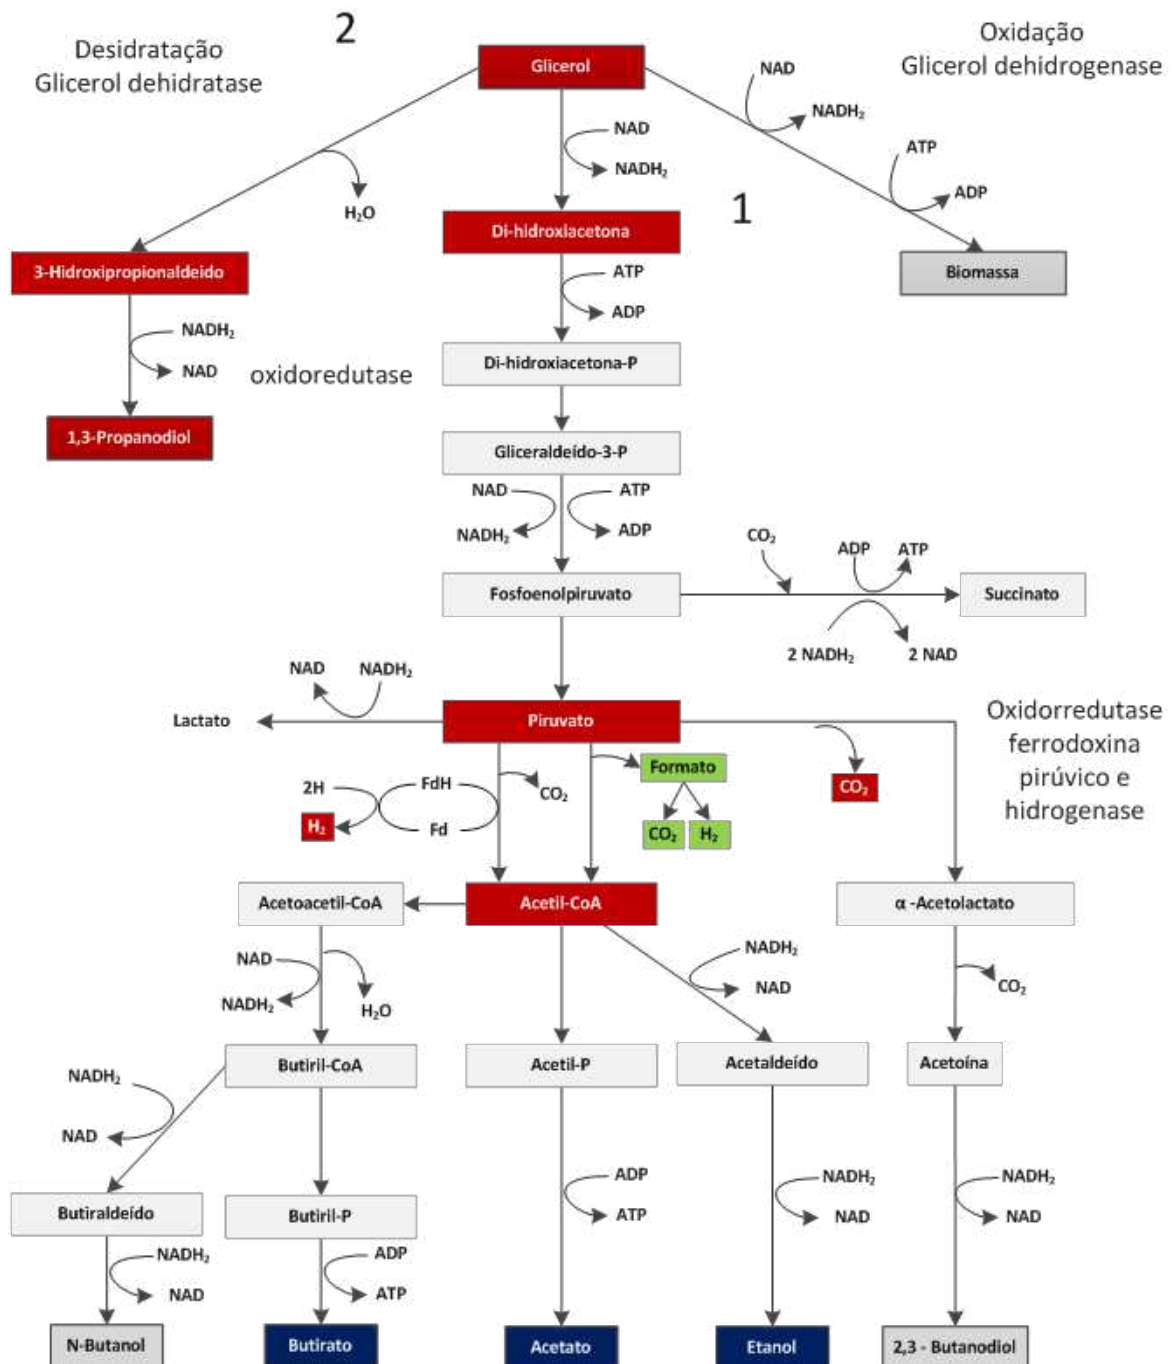 2
Desidratação
Glicerol dehidratase
Glicerol
Oxidação
Glicerol dehidrogenase
NAD
NADH₂
ATP
ADP
NAD
NADH₂
H₂O
1
3-Hidroxipropionaldeido
Di-hidroxiacetona
Biomassa
ATP
ADP
NADH₂
NAD
oxidoredutase
Di-hidroxiacetona-P
1,3-Propanodiol
Gliceraldeído-3-P
NAD
NADH₂
ATP
ADP
CO₂
ADP
ATP
Fosfoenolpiruvato
Succinato
2 NADH₂
2 NAD
NAD
NADH₂
Lactato
Piruvato
Oxidorredutase
ferrodoxina
pirúvico e
hidrogenase
2H
H₂
FdH
Fd
CO₂
Formato
CO₂
H₂
CO₂
Acetoacetil-CoA
Acetil-CoA
α -Acetolactato
NAD
NADH₂
H₂O
NADH₂
NAD
CO₂
Butiril-CoA
Acetil-P
Acetaldeído
Acetoína
NADH₂
NAD
ADP
ATP
NADH₂
NAD
NADH₂
NAD
Butiraldeído
Butiril-P
NADH₂
NAD
ADP
ATP
N-Butanol
Butirato
Acetato
Etanol
2,3 - Butanodiol